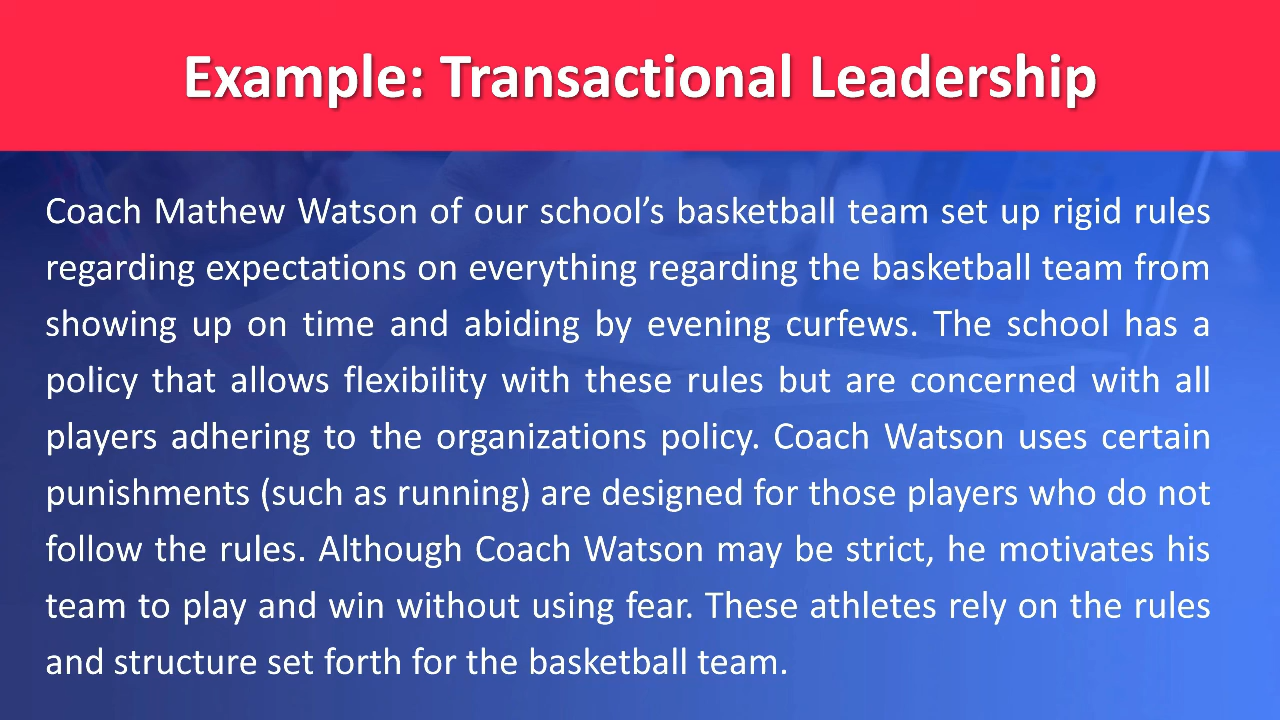 Example: Transactional Leadership
Coach Mathew Watson of our school’s basketball team set up rigid rules
regarding expectations on everything regarding the basketball team from
showing up on time and abiding by evening curfews. The school has a
policy that allows flexibility with these rules but are concerned with all
players adhering to the organizations policy. Coach Watson uses certain
punishments (such as running) are designed for those players who do not
follow the rules. Although Coach Watson may be strict, he motivates his
team to play and win without using fear. These athletes rely on the rules
and structure set forth for the basketball team.